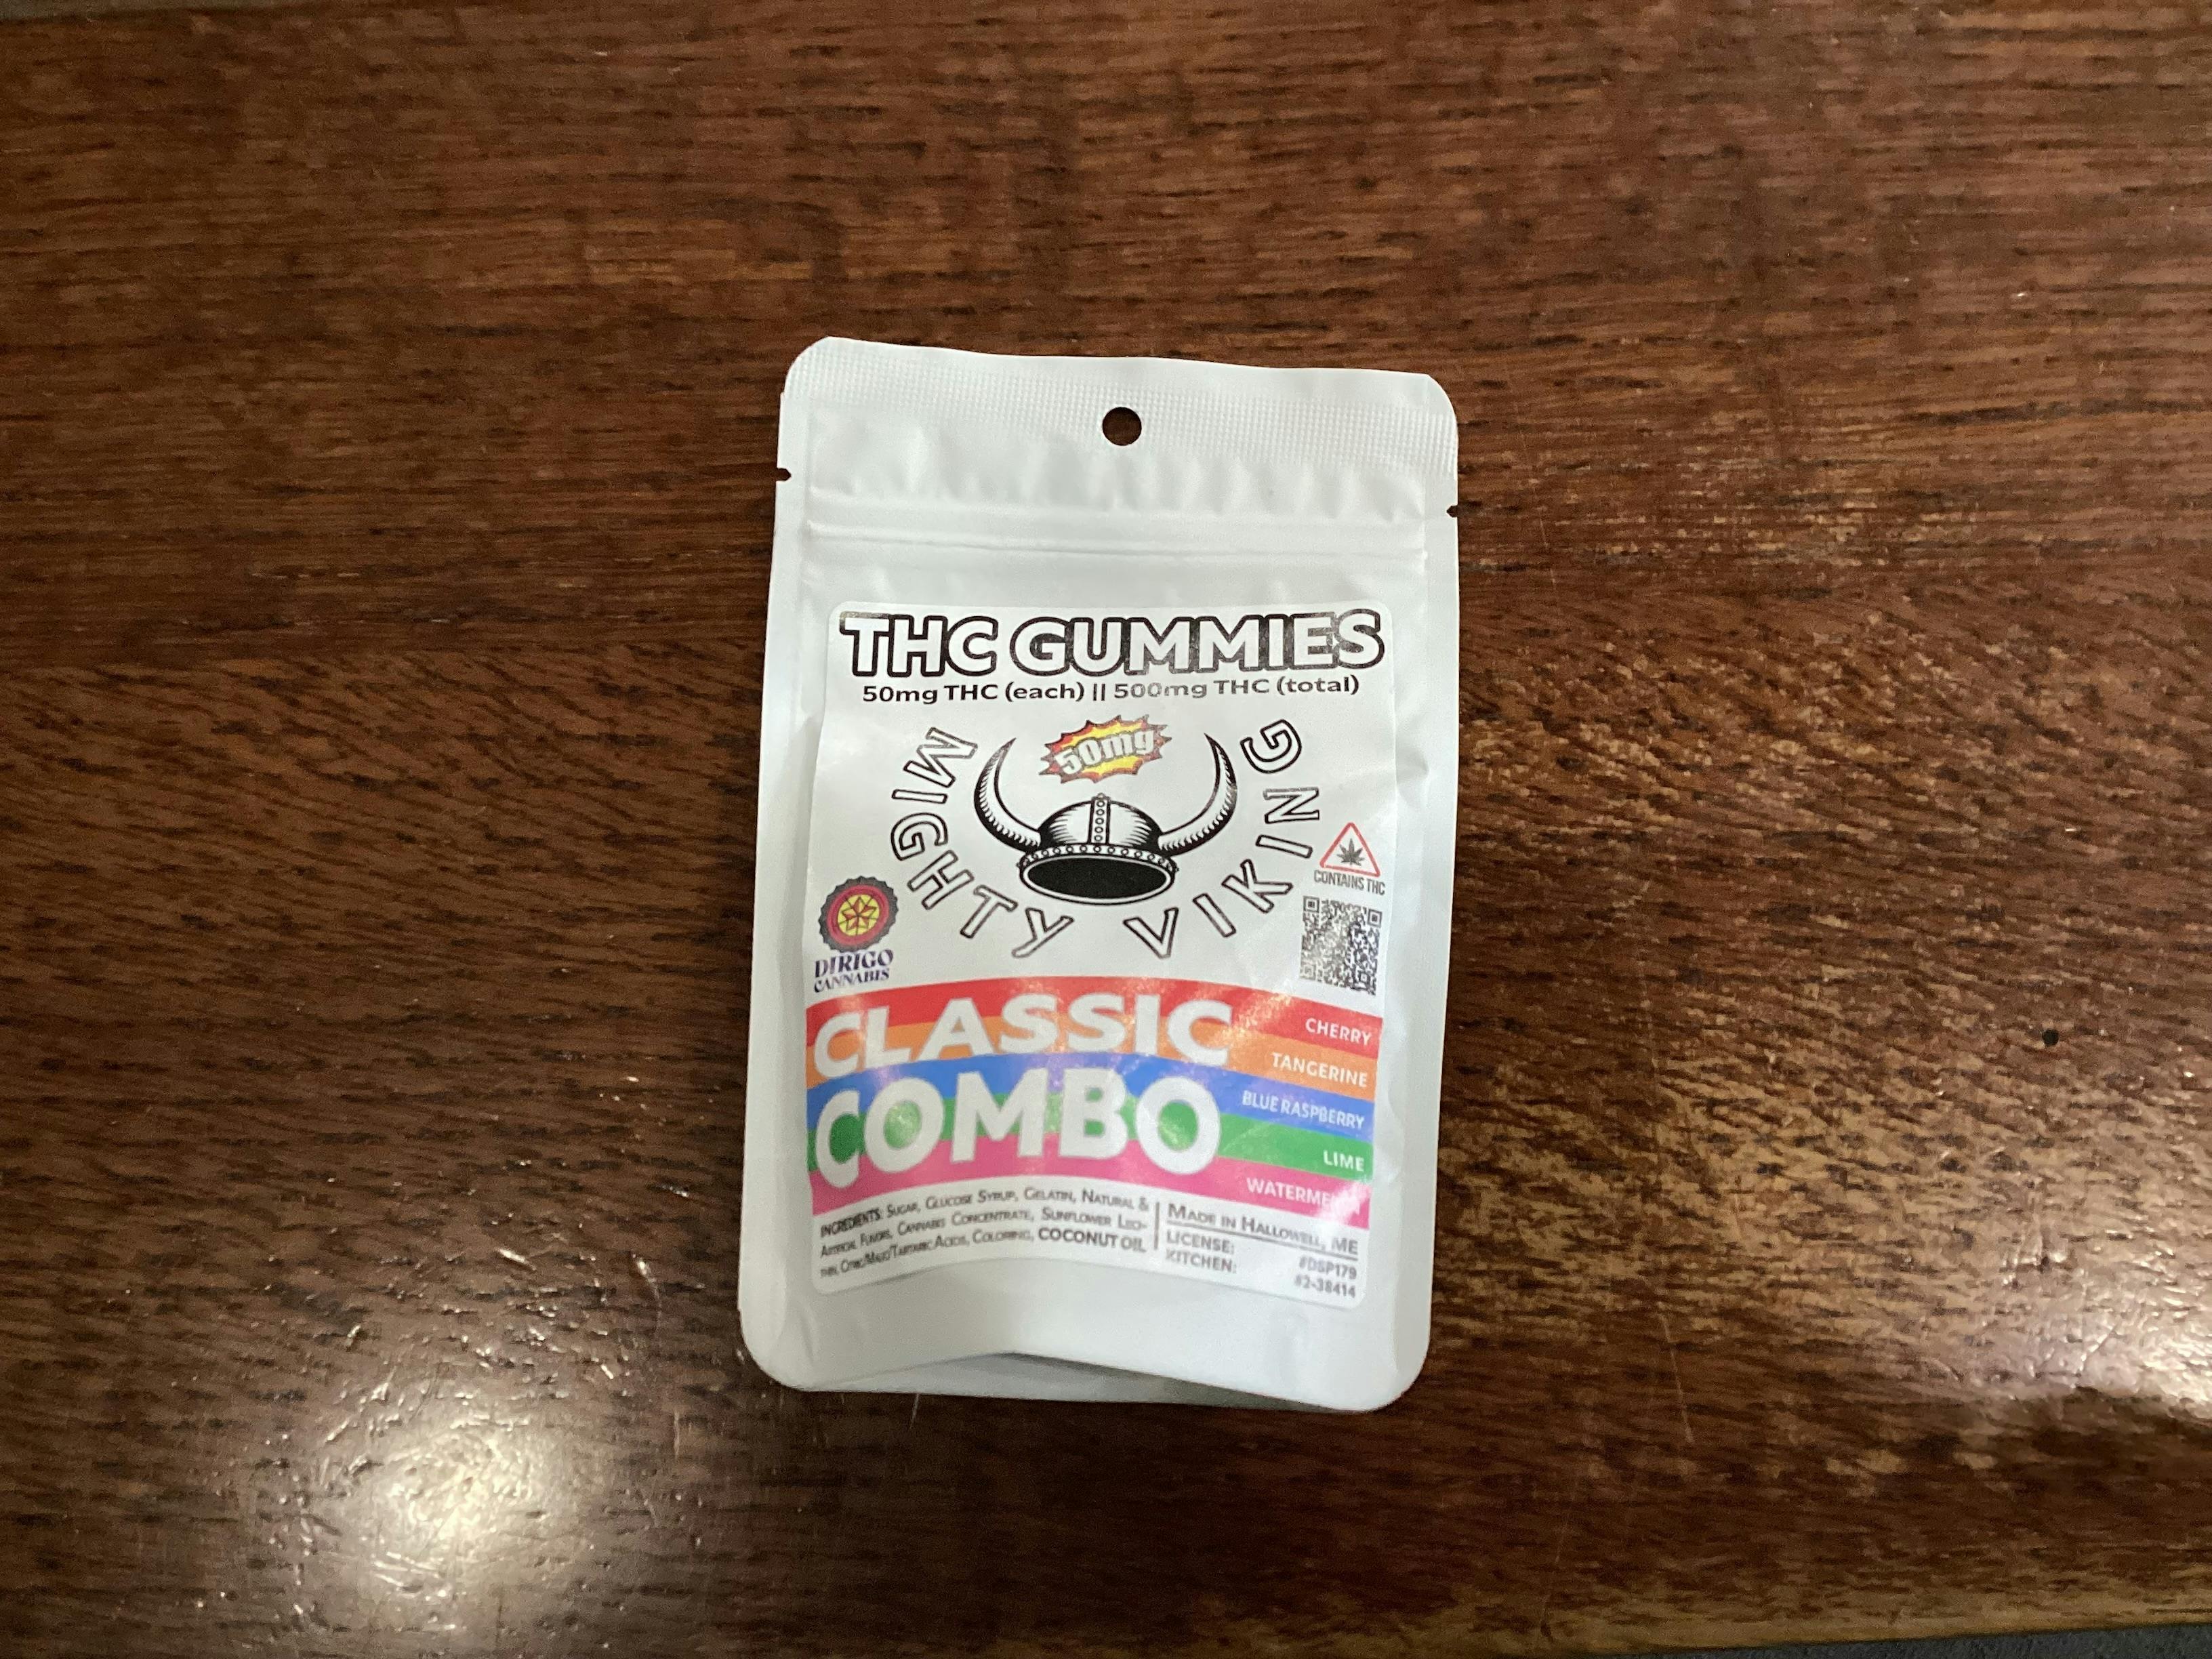 THC GUMMIES
50mg THC (each) || 500mg THC (total)
50mg
MIGHTY VIKING
CONTAINS THC
DIRIGO
CANNABIS
CLASSIC
COMBO
CHERRY
TANGERINE
BLUE RASPBERRY
LIME
INGREDIENTS: SUGAR, GLUCOSE SYRUP, GELATIN, NATURAL &
ARTIFICIAL FLAVORS, CANNABIS CONCENTRATE, SUNFLOWER LECI-
THIN, CITRIC/MALIC/TARTARIC ACIDS, COLORING, COCONUT OIL
MADE IN HALLOWELL, ME
LICENSE: #DSP179
KITCHEN: #2-38414